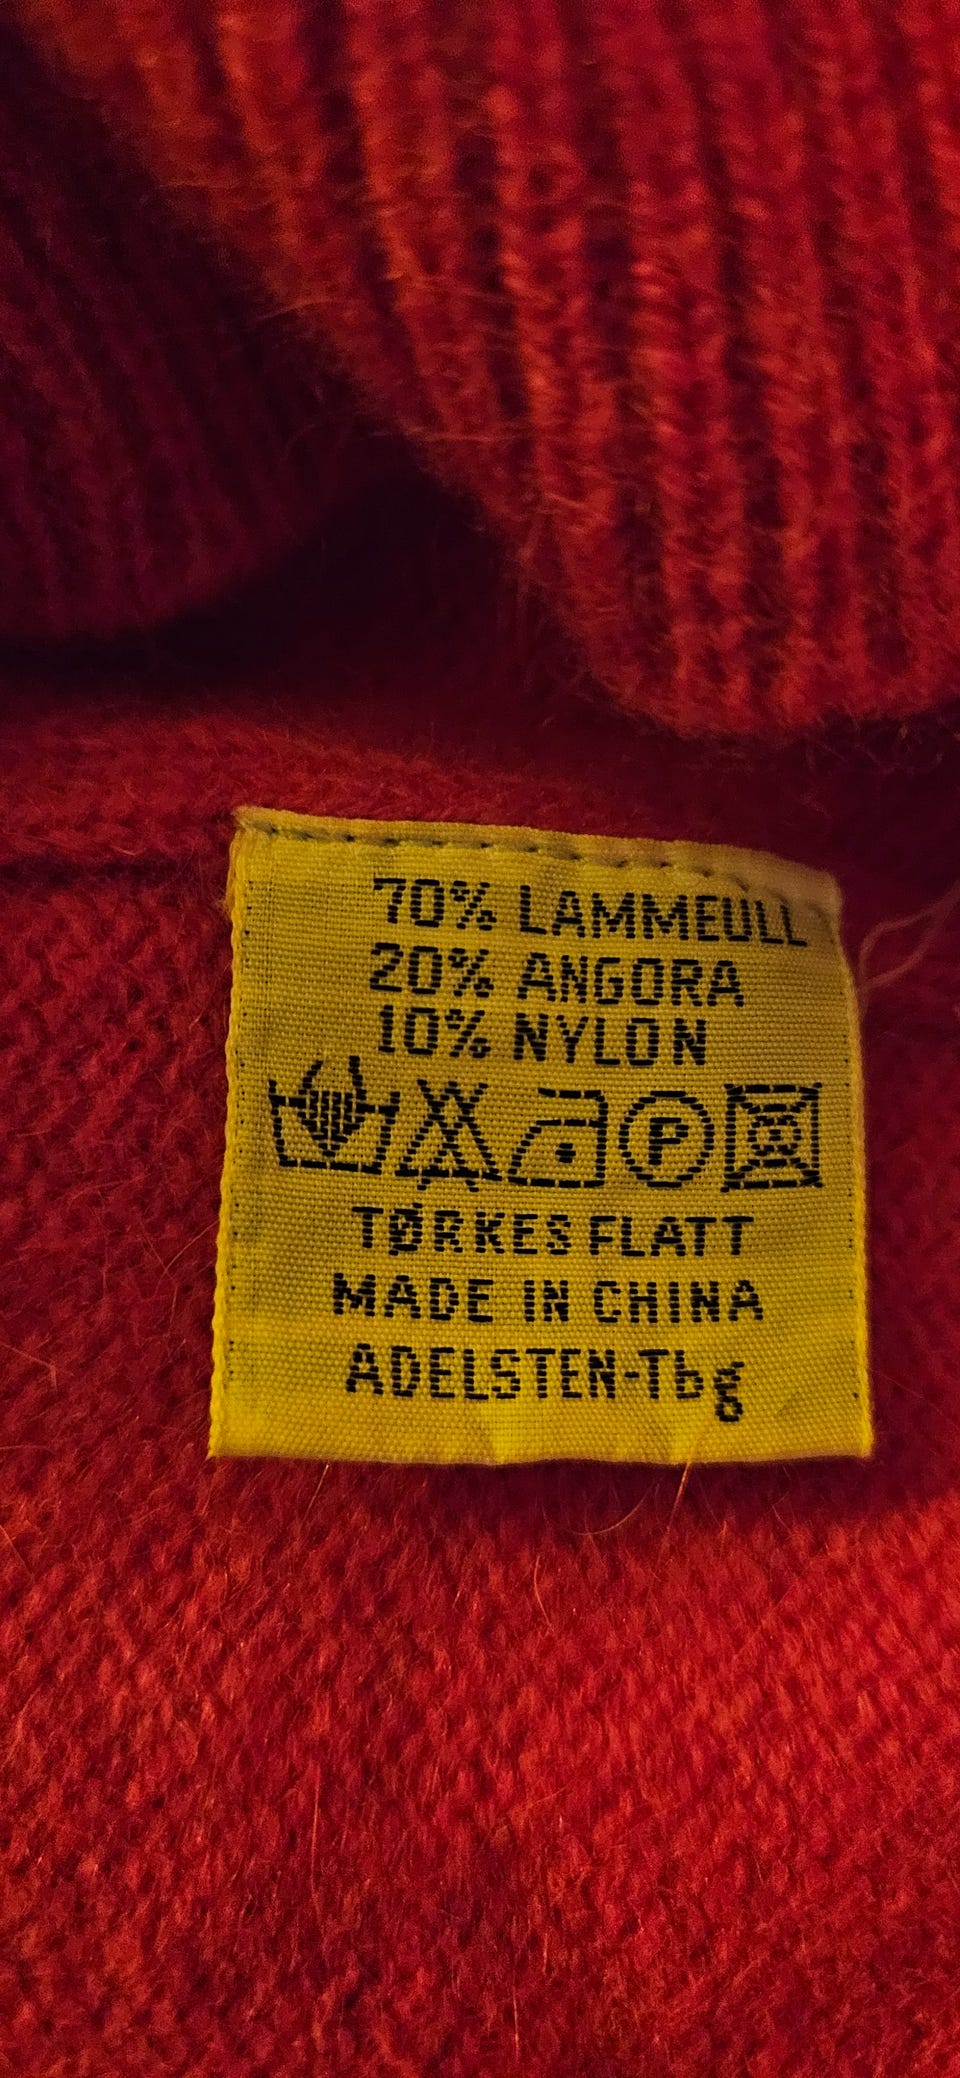 70% LAMMEULL
20% ANGORA
10% NYLON
P
TØRKES FLATT
MADE IN CHINA
ADELSTEN-Tbg